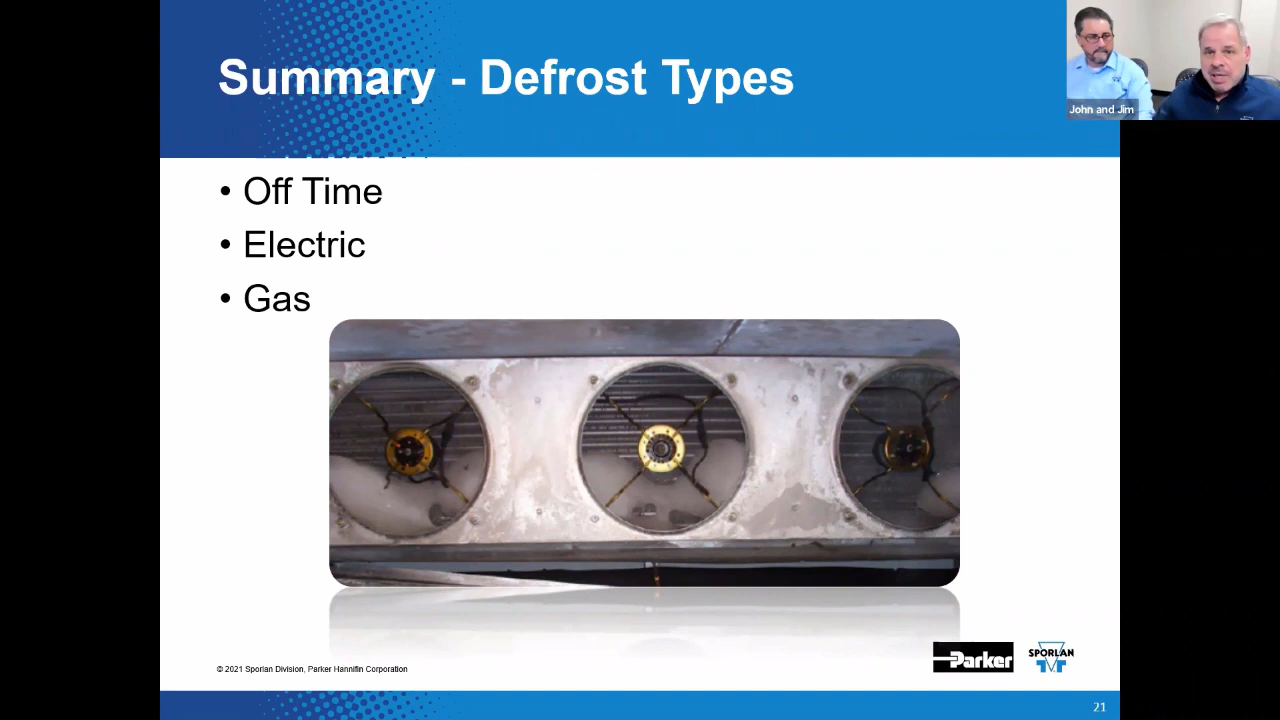 Summary - Defrost Types
John and Jim
• Off Time
• Electric
• Gas
© 2021 Sporlan Division, Parker Hannifin Corporation
Parker
SPORLAN
21